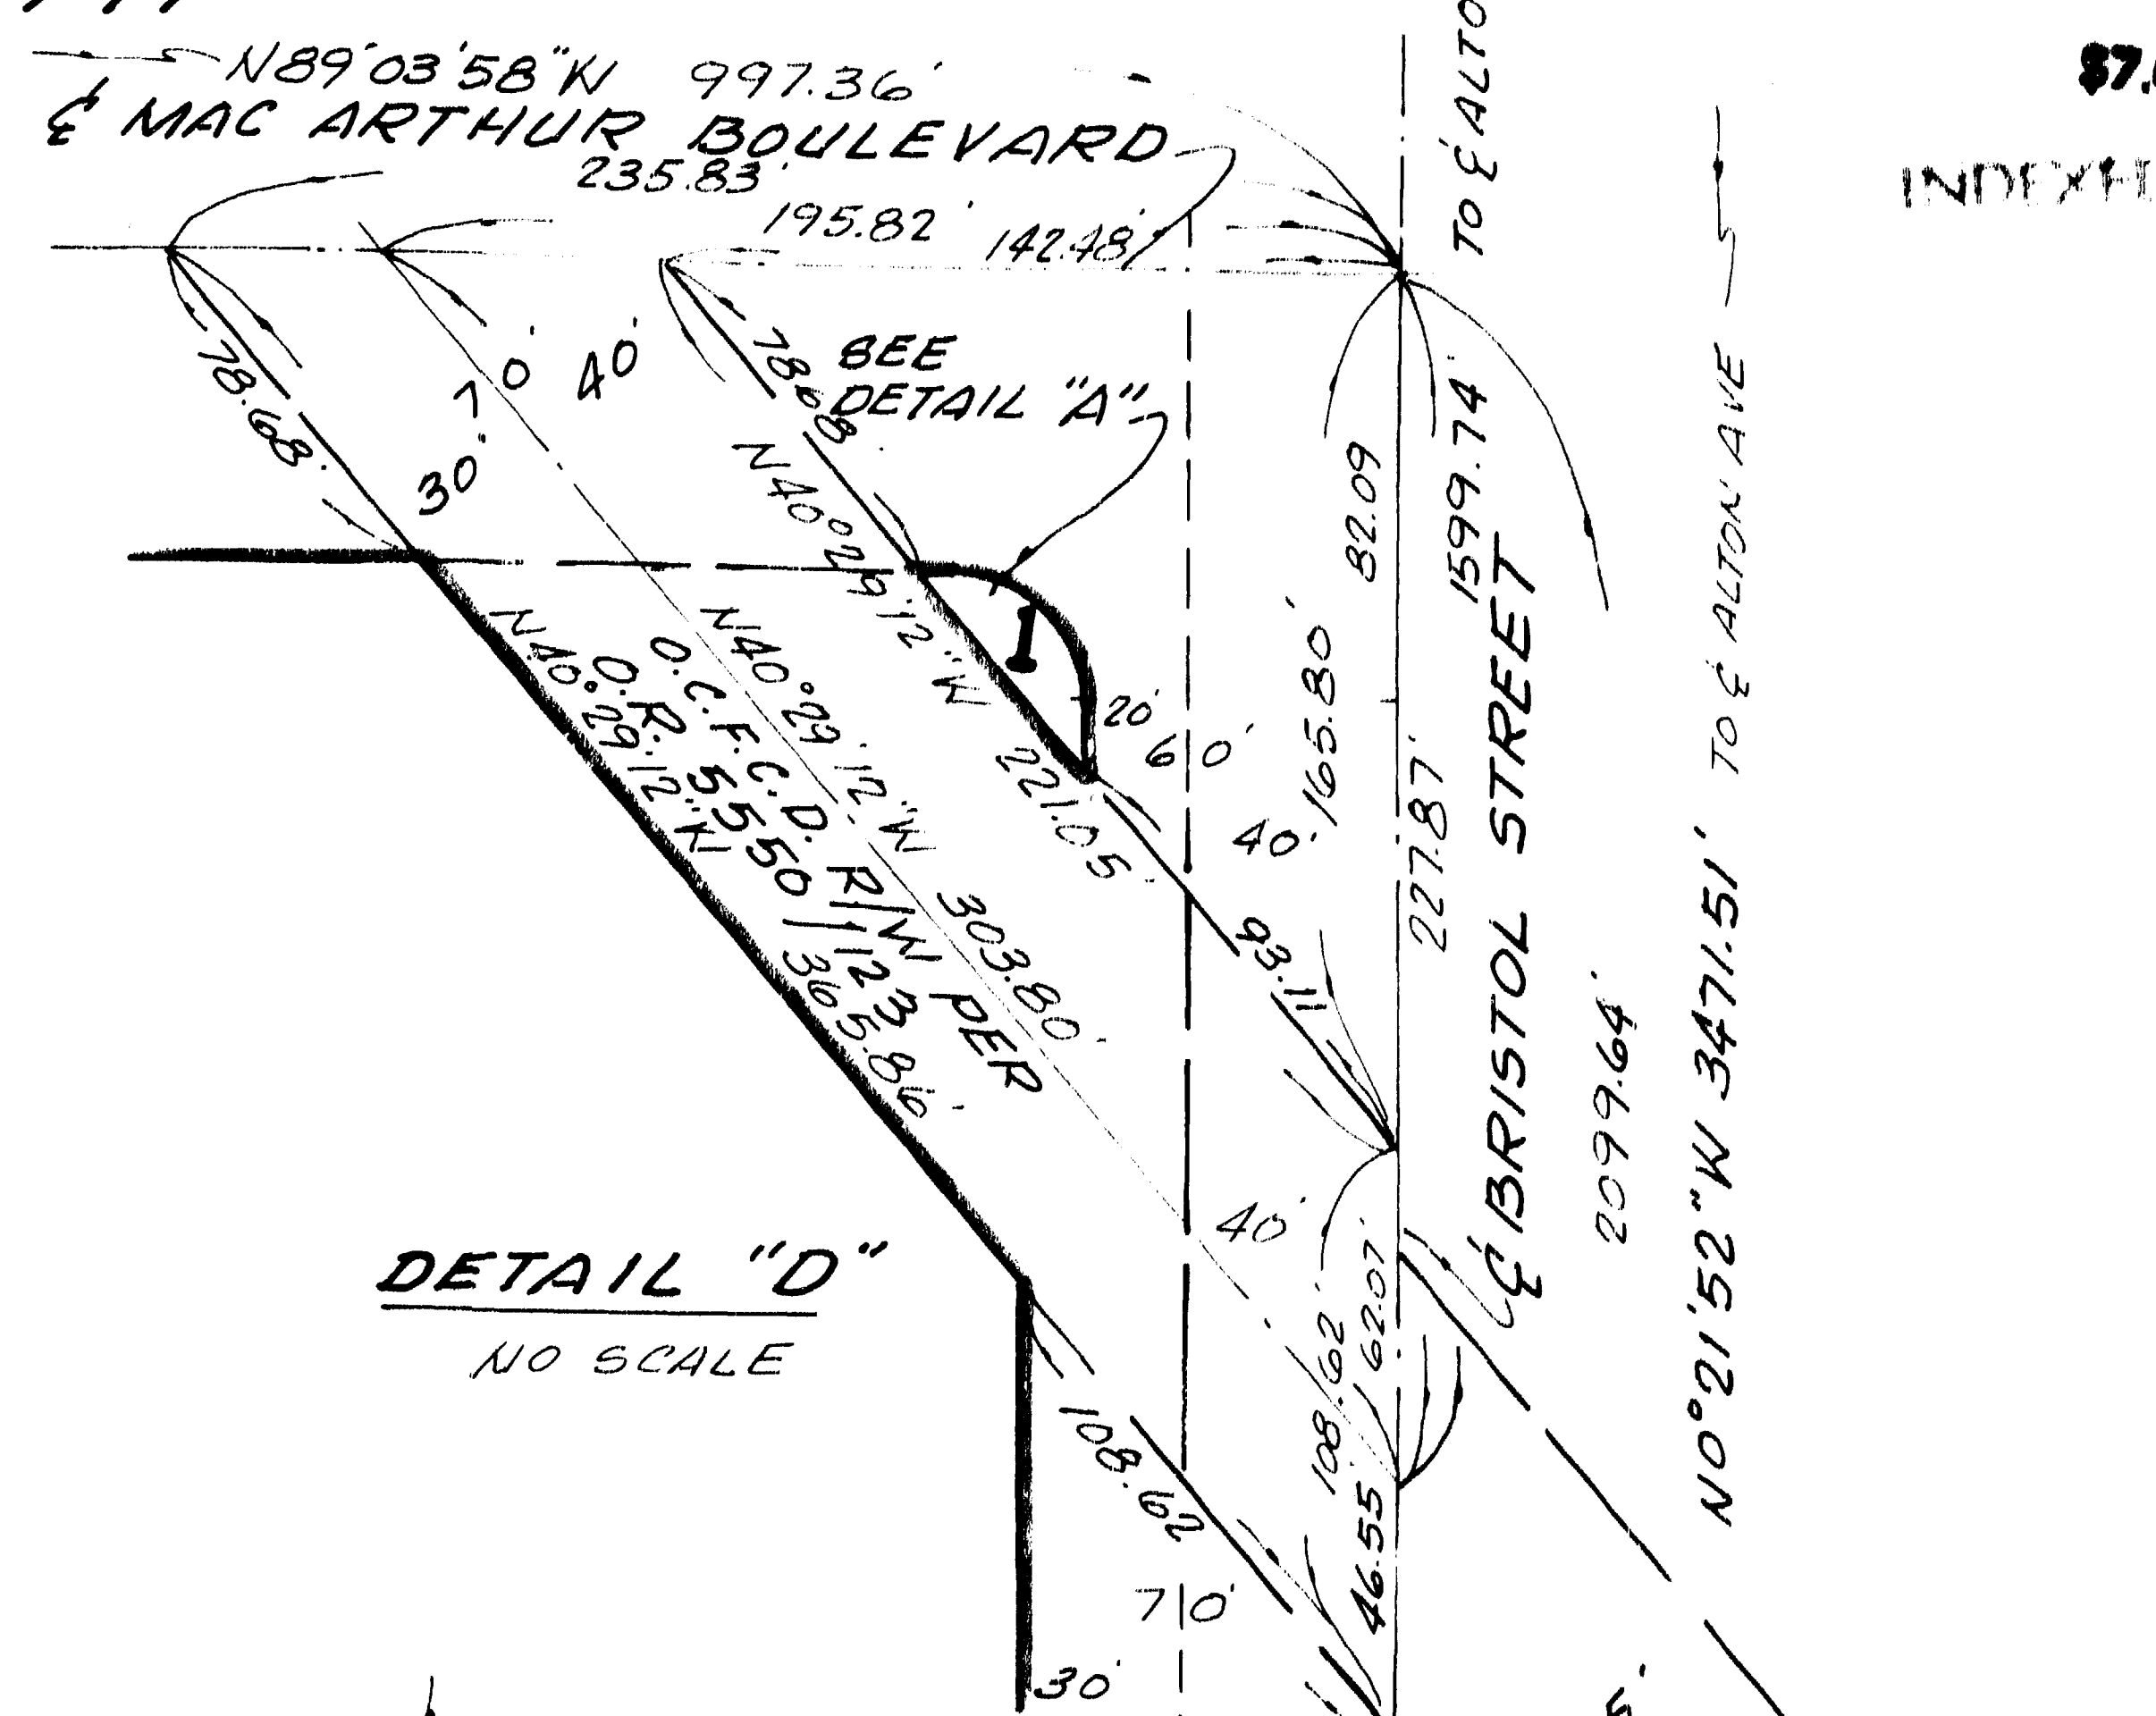 N89°03'58"W 997.36'
℄ MAC ARTHUR BOULEVARD
235.83'
195.82'
142.48'
TO ℄ ALTO
78.68'
30'
70'
40'
78.68'
SEE
DETAIL "A"
N40°29'12"W
221.05'
1
20'
60'
40'
165.80'
82.09
1599.74'
227.87'
℄ BRISTOL STREET
2099.64'
TO ℄ ALTON AVE
N0°21'52"W 3471.51'
N40°29'12"W 303.80'
O.C.F.C.D. R/W PER
O.R. 5550/1123
N40°29'12"W
365.86'
93.11
40'
108.62'
62.07'
46.55'
DETAIL "D"
NO SCALE
108.92
70'
30'